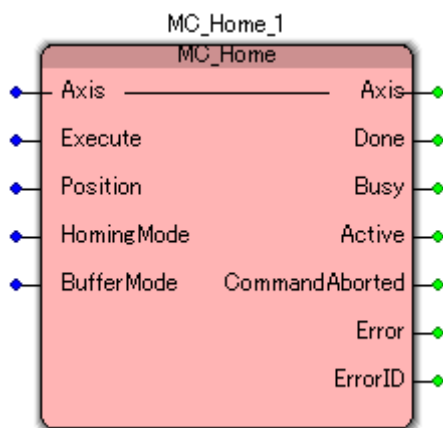 MC_Home_1
MC_Home
Axis Axis
Execute Done
Position Busy
HomingMode Active
BufferMode CommandAborted
Error
ErrorID